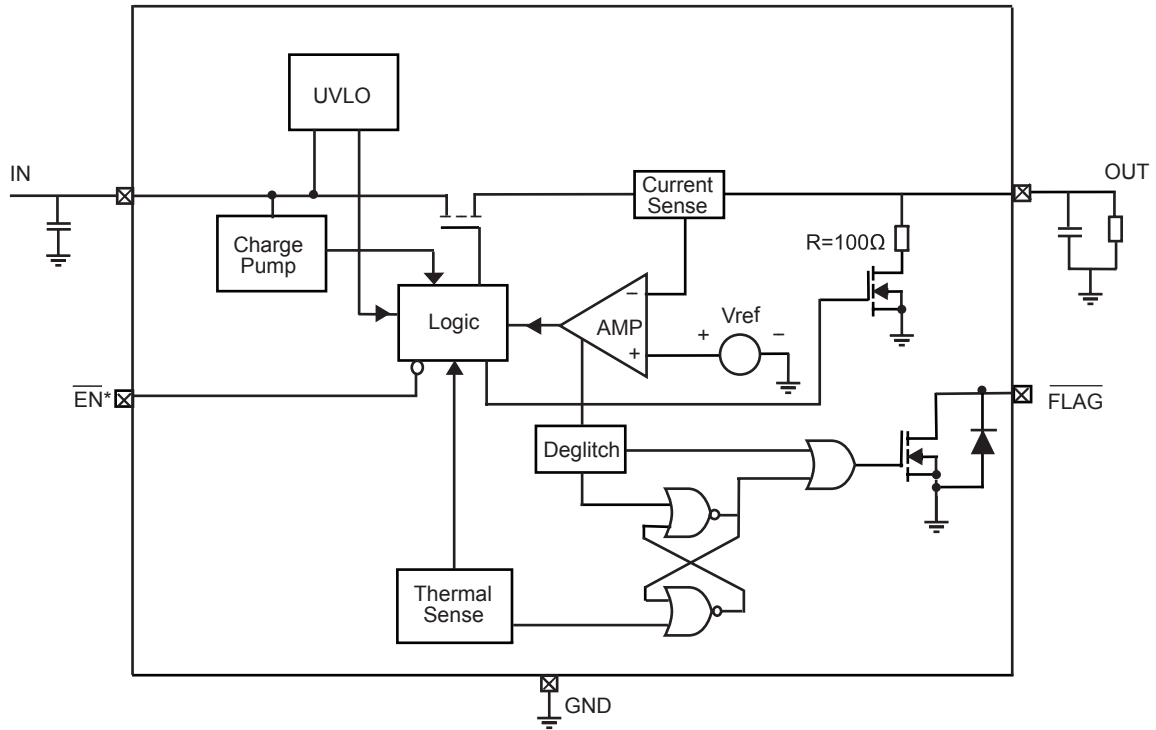 UVLO
IN
OUT
Current
Sense
Charge
Pump
R=100Ω
Logic
−
AMP
+
Vref
+
−
EN*
FLAG
Deglitch
Thermal
Sense
GND